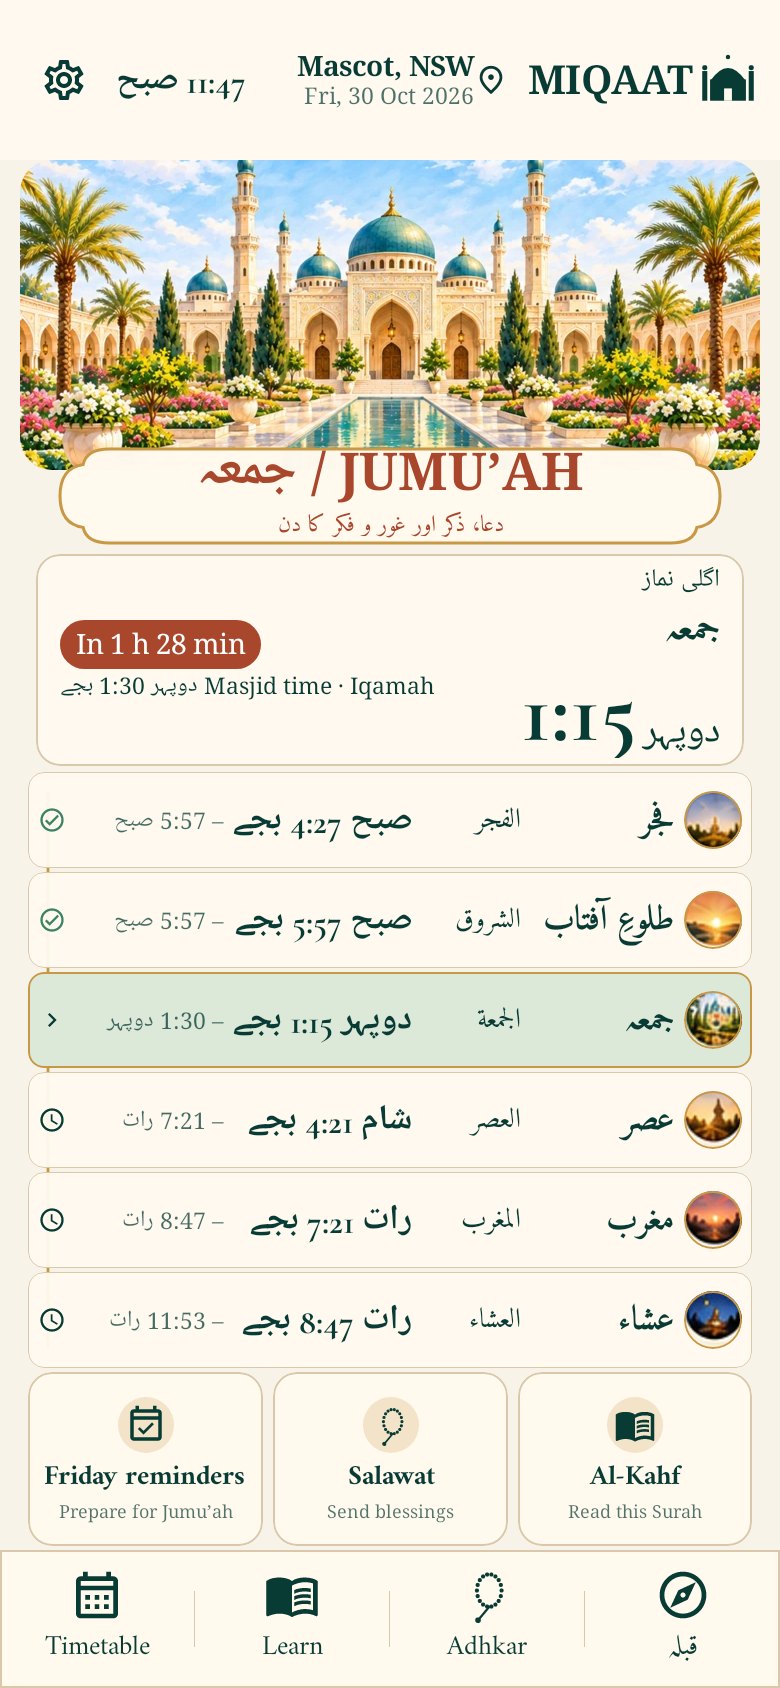 MIQAAT
Mascot, NSW
Fri, 30 Oct 2026
11:47 صبح
جمعہ / JUMU’AH
دعا، ذکر اور غور و فکر کا دن
اگلی نماز
جمعہ
دوپہر 1:15
In 1 h 28 min
Masjid time · Iqamah دوپہر 1:30 بجے
فجر الفجر صبح 4:27 بجے – 5:57 صبح
طلوعِ آفتاب الشروق صبح 5:57 بجے – 5:57 صبح
جمعہ الجمعة دوپہر 1:15 بجے – 1:30 دوپہر
عصر العصر شام 4:21 بجے – 7:21 رات
مغرب المغرب رات 7:21 بجے – 8:47 رات
عشاء العشاء رات 8:47 بجے – 11:53 رات
Al-Kahf
Read this Surah
Salawat
Send blessings
Friday reminders
Prepare for Jumu’ah
قبلہ
Adhkar
Learn
Timetable